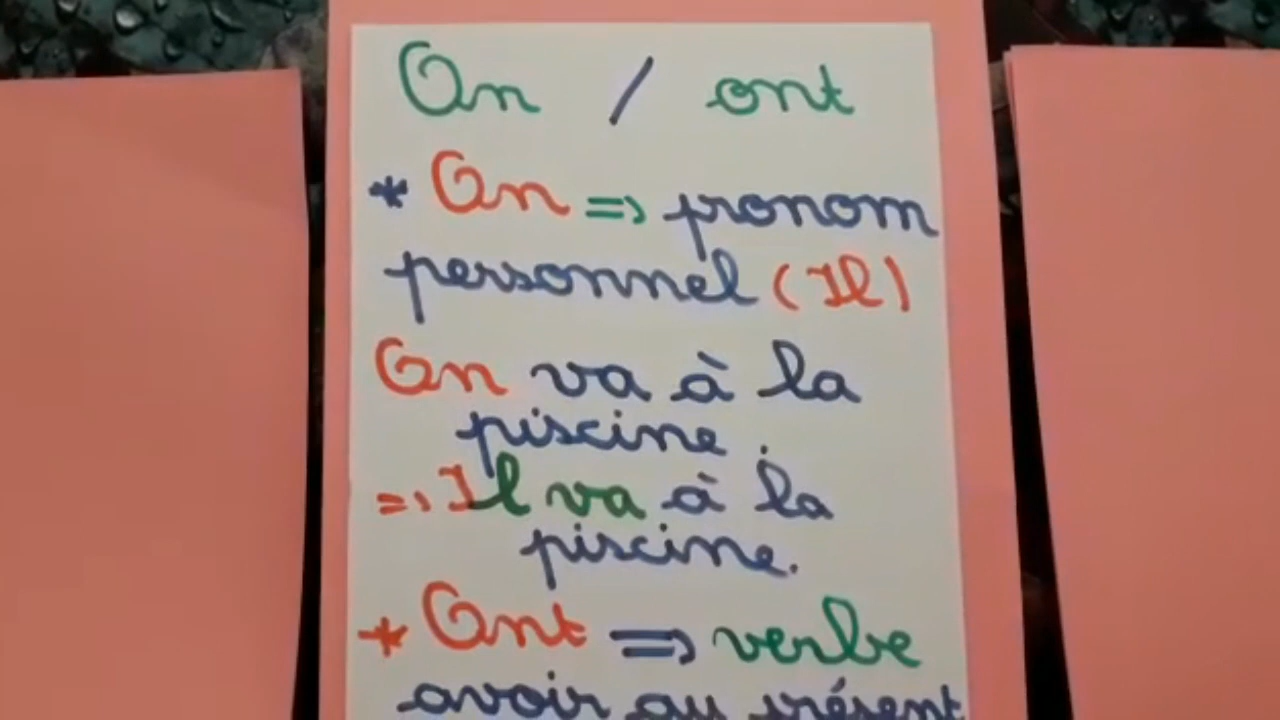 On / ont
* On => pronom
personnel (Il)
On va à la
piscine.
=> Il va à la
piscine.
* Ont => verbe
avoir au présent